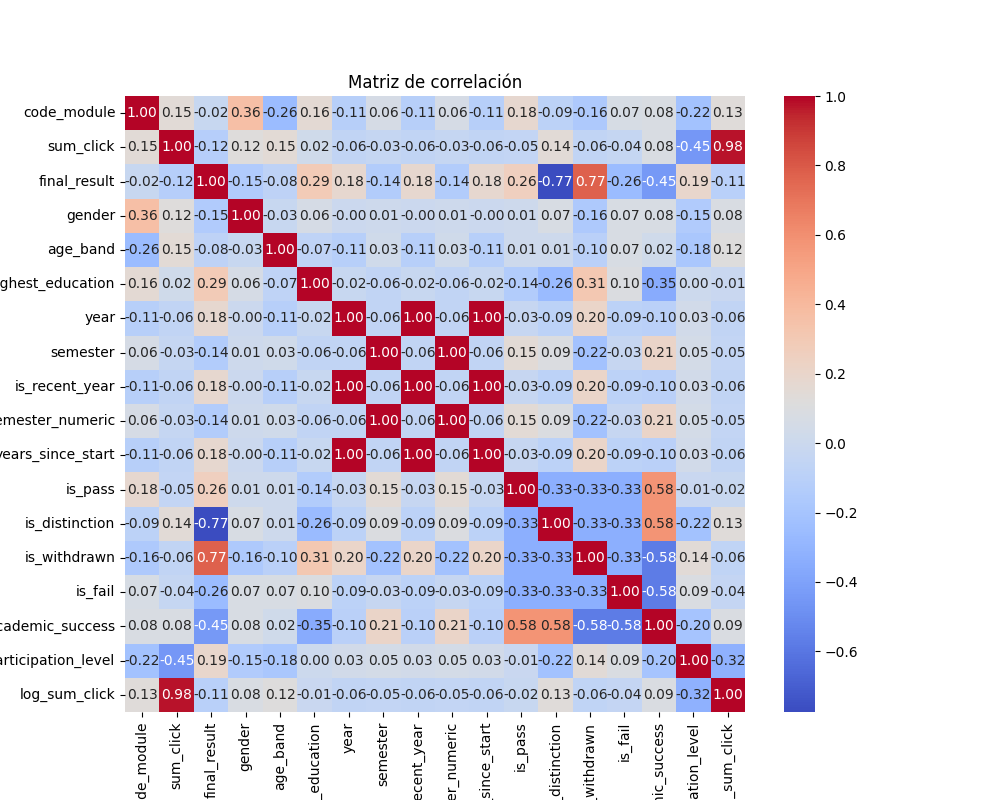 Matriz de correlación
code_module 1.00 0.15 -0.02 0.36 -0.26 0.16 -0.11 0.06 -0.11 0.06 -0.11 0.18 -0.09 -0.16 0.07 0.08 -0.22 0.13
sum_click 0.15 1.00 -0.12 0.12 0.15 0.02 -0.06 -0.03 -0.06 -0.03 -0.06 -0.05 0.14 -0.06 -0.04 0.08 -0.45 0.98
final_result -0.02 -0.12 1.00 -0.15 -0.08 0.29 0.18 -0.14 0.18 -0.14 0.18 0.26 -0.77 0.77 -0.26 -0.45 0.19 -0.11
gender 0.36 0.12 -0.15 1.00 -0.03 0.06 -0.00 0.01 -0.00 0.01 -0.00 0.01 0.07 -0.16 0.07 0.08 -0.15 0.08
age_band -0.26 0.15 -0.08 -0.03 1.00 -0.07 -0.11 0.03 -0.11 0.03 -0.11 0.01 0.01 -0.10 0.07 0.02 -0.18 0.12
ghest_education 0.16 0.02 0.29 0.06 -0.07 1.00 -0.02 -0.06 -0.02 -0.06 -0.02 -0.14 -0.26 0.31 0.10 -0.35 0.00 -0.01
year -0.11 -0.06 0.18 -0.00 -0.11 -0.02 1.00 -0.06 1.00 -0.06 1.00 -0.03 -0.09 0.20 -0.09 -0.10 0.03 -0.06
semester 0.06 -0.03 -0.14 0.01 0.03 -0.06 -0.06 1.00 -0.06 1.00 -0.06 0.15 0.09 -0.22 -0.03 0.21 0.05 -0.05
is_recent_year -0.11 -0.06 0.18 -0.00 -0.11 -0.02 1.00 -0.06 1.00 -0.06 1.00 -0.03 -0.09 0.20 -0.09 -0.10 0.03 -0.06
emester_numeric 0.06 -0.03 -0.14 0.01 0.03 -0.06 -0.06 1.00 -0.06 1.00 -0.06 0.15 0.09 -0.22 -0.03 0.21 0.05 -0.05
years_since_start -0.11 -0.06 0.18 -0.00 -0.11 -0.02 1.00 -0.06 1.00 -0.06 1.00 -0.03 -0.09 0.20 -0.09 -0.10 0.03 -0.06
is_pass 0.18 -0.05 0.26 0.01 0.01 -0.14 -0.03 0.15 -0.03 0.15 -0.03 1.00 -0.33 -0.33 -0.33 0.58 -0.01 -0.02
is_distinction -0.09 0.14 -0.77 0.07 0.01 -0.26 -0.09 0.09 -0.09 0.09 -0.09 -0.33 1.00 -0.33 -0.33 0.58 -0.22 0.13
is_withdrawn -0.16 -0.06 0.77 -0.16 -0.10 0.31 0.20 -0.22 0.20 -0.22 0.20 -0.33 -0.33 1.00 -0.33 -0.58 0.14 -0.06
is_fail 0.07 -0.04 -0.26 0.07 0.07 0.10 -0.09 -0.03 -0.09 -0.03 -0.09 -0.33 -0.33 -0.33 1.00 -0.58 0.09 -0.04
cademic_success 0.08 0.08 -0.45 0.08 0.02 -0.35 -0.10 0.21 -0.10 0.21 -0.10 0.58 0.58 -0.58 -0.58 1.00 -0.20 0.09
articipation_level -0.22 -0.45 0.19 -0.15 -0.18 0.00 0.03 0.05 0.03 0.05 0.03 -0.01 -0.22 0.14 0.09 -0.20 1.00 -0.32
log_sum_click 0.13 0.98 -0.11 0.08 0.12 -0.01 -0.06 -0.05 -0.06 -0.05 -0.06 -0.02 0.13 -0.06 -0.04 0.09 -0.32 1.00
de_module
sum_click
final_result
gender
age_band
_education
year
semester
recent_year
er_numeric
_since_start
is_pass
_distinction
_withdrawn
is_fail
nic_success
ation_level
_sum_click
1.0
0.8
0.6
0.4
0.2
0.0
−0.2
−0.4
−0.6